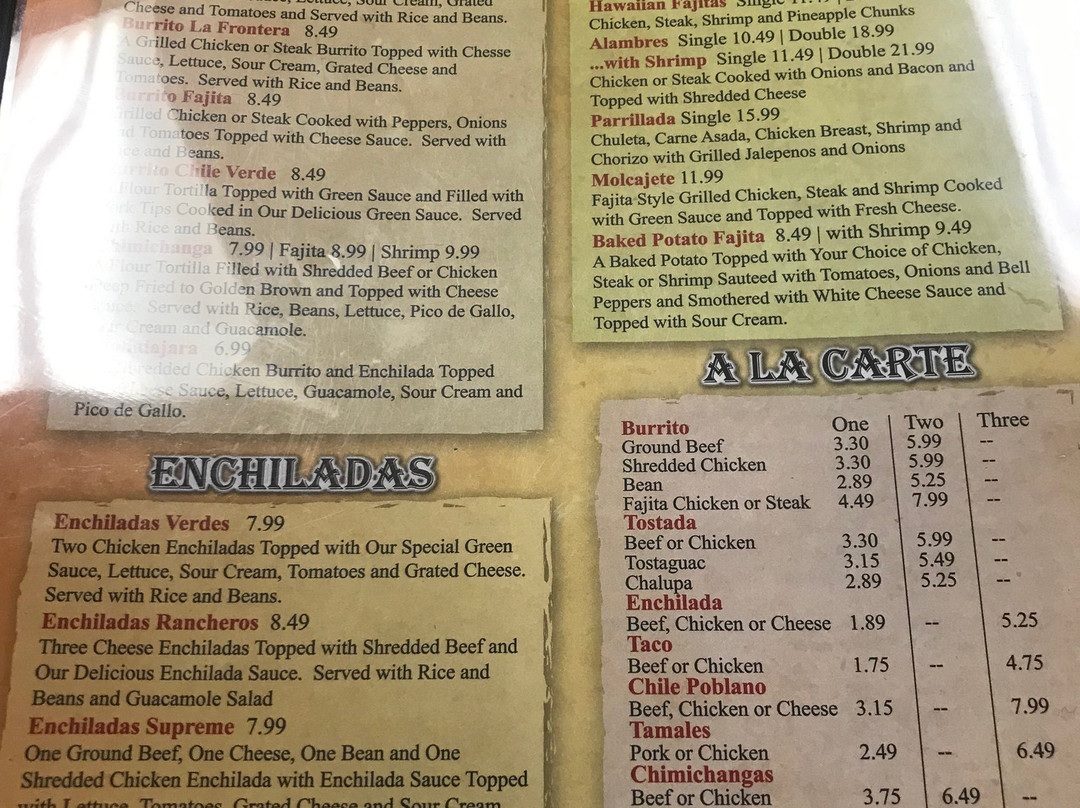 Cheese and Tomatoes and Served with Rice and Beans.
Burrito La Frontera 8.49
A Grilled Chicken or Steak Burrito Topped with Chesse
Sauce, Lettuce, Sour Cream, Grated Cheese and
Tomatoes. Served with Rice and Beans.
Burrito Fajita 8.49
Grilled Chicken or Steak Cooked with Peppers, Onions
and Tomatoes Topped with Cheese Sauce. Served with
Rice and Beans.
Burrito Chile Verde 8.49
Flour Tortilla Topped with Green Sauce and Filled with
Tips Cooked in Our Delicious Green Sauce. Served
with Rice and Beans.
Chimichanga 7.99 | Fajita 8.99 | Shrimp 9.99
Flour Tortilla Filled with Shredded Beef or Chicken
Deep Fried to Golden Brown and Topped with Cheese
Served with Rice, Beans, Lettuce, Pico de Gallo,
Cream and Guacamole.
6.99
Shredded Chicken Burrito and Enchilada Topped
Sauce, Lettuce, Guacamole, Sour Cream and
Pico de Gallo.
ENCHILADAS
Enchiladas Verdes 7.99
Two Chicken Enchiladas Topped with Our Special Green
Sauce, Lettuce, Sour Cream, Tomatoes and Grated Cheese.
Served with Rice and Beans.
Enchiladas Rancheros 8.49
Three Cheese Enchiladas Topped with Shredded Beef and
Our Delicious Enchilada Sauce. Served with Rice and
Beans and Guacamole Salad
Enchiladas Supreme 7.99
One Ground Beef, One Cheese, One Bean and One
Shredded Chicken Enchilada with Enchilada Sauce Topped
with Lettuce, Tomatoes, Grated Cheese and Sour Cream
Hawaiian Fajitas Single
Chicken, Steak, Shrimp and Pineapple Chunks
Alambres Single 10.49 | Double 18.99
...with Shrimp Single 11.49 | Double 21.99
Chicken or Steak Cooked with Onions and Bacon and
Topped with Shredded Cheese
Parrillada Single 15.99
Chuleta, Carne Asada, Chicken Breast, Shrimp and
Chorizo with Grilled Jalepenos and Onions
Molcajete 11.99
Fajita Style Grilled Chicken, Steak and Shrimp Cooked
with Green Sauce and Topped with Fresh Cheese.
Baked Potato Fajita 8.49 | with Shrimp 9.49
A Baked Potato Topped with Your Choice of Chicken,
Steak or Shrimp Sauteed with Tomatoes, Onions and Bell
Peppers and Smothered with White Cheese Sauce and
Topped with Sour Cream.
A LA CARTE
Burrito One Two Three
Ground Beef 3.30 5.99 --
Shredded Chicken 3.30 5.99 --
Bean 2.89 5.25 --
Fajita Chicken or Steak 4.49 7.99 --
Tostada
Beef or Chicken 3.30 5.99 --
Tostaguac 3.15 5.49 --
Chalupa 2.89 5.25 --
Enchilada
Beef, Chicken or Cheese 1.89 -- 5.25
Taco
Beef or Chicken 1.75 -- 4.75
Chile Poblano
Beef, Chicken or Cheese 3.15 -- 7.99
Tamales
Pork or Chicken 2.49 -- 6.49
Chimichangas
Beef or Chicken 3.75 6.49 --